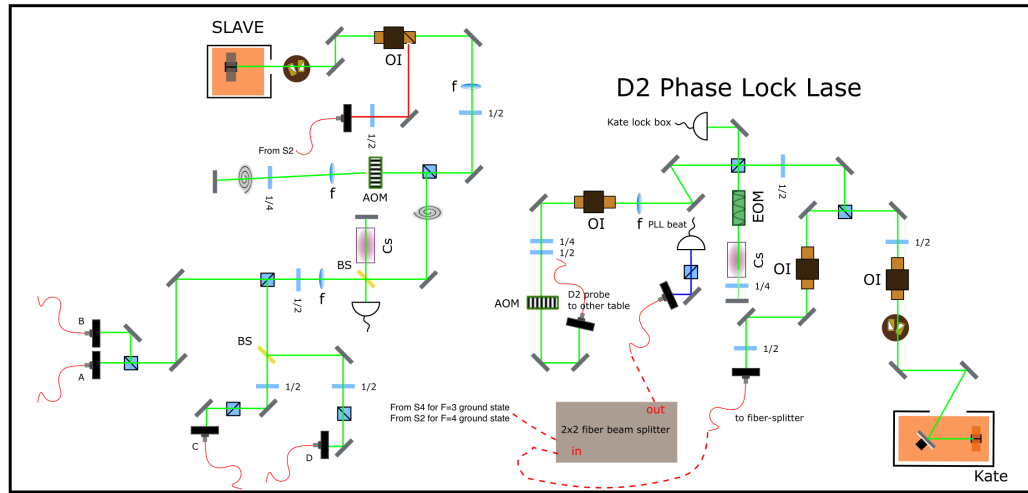 SLAVE
OI
f
1/2
1/2
From S2
D2 Phase Lock Lase
Kate lock box
1/4
f
AOM
1/2
EOM
OI
f
PLL beat
Cs
BS
1/4
1/2
Cs
1/4
OI
OI
1/2
1/2
f
BS
AOM
D2 probe
to other table
B
A
1/2
1/2
1/2
From S4 for F=3 ground state
From S2 for F=4 ground state
out
2x2 fiber beam splitter
in
to fiber-splitter
C
D
Kate